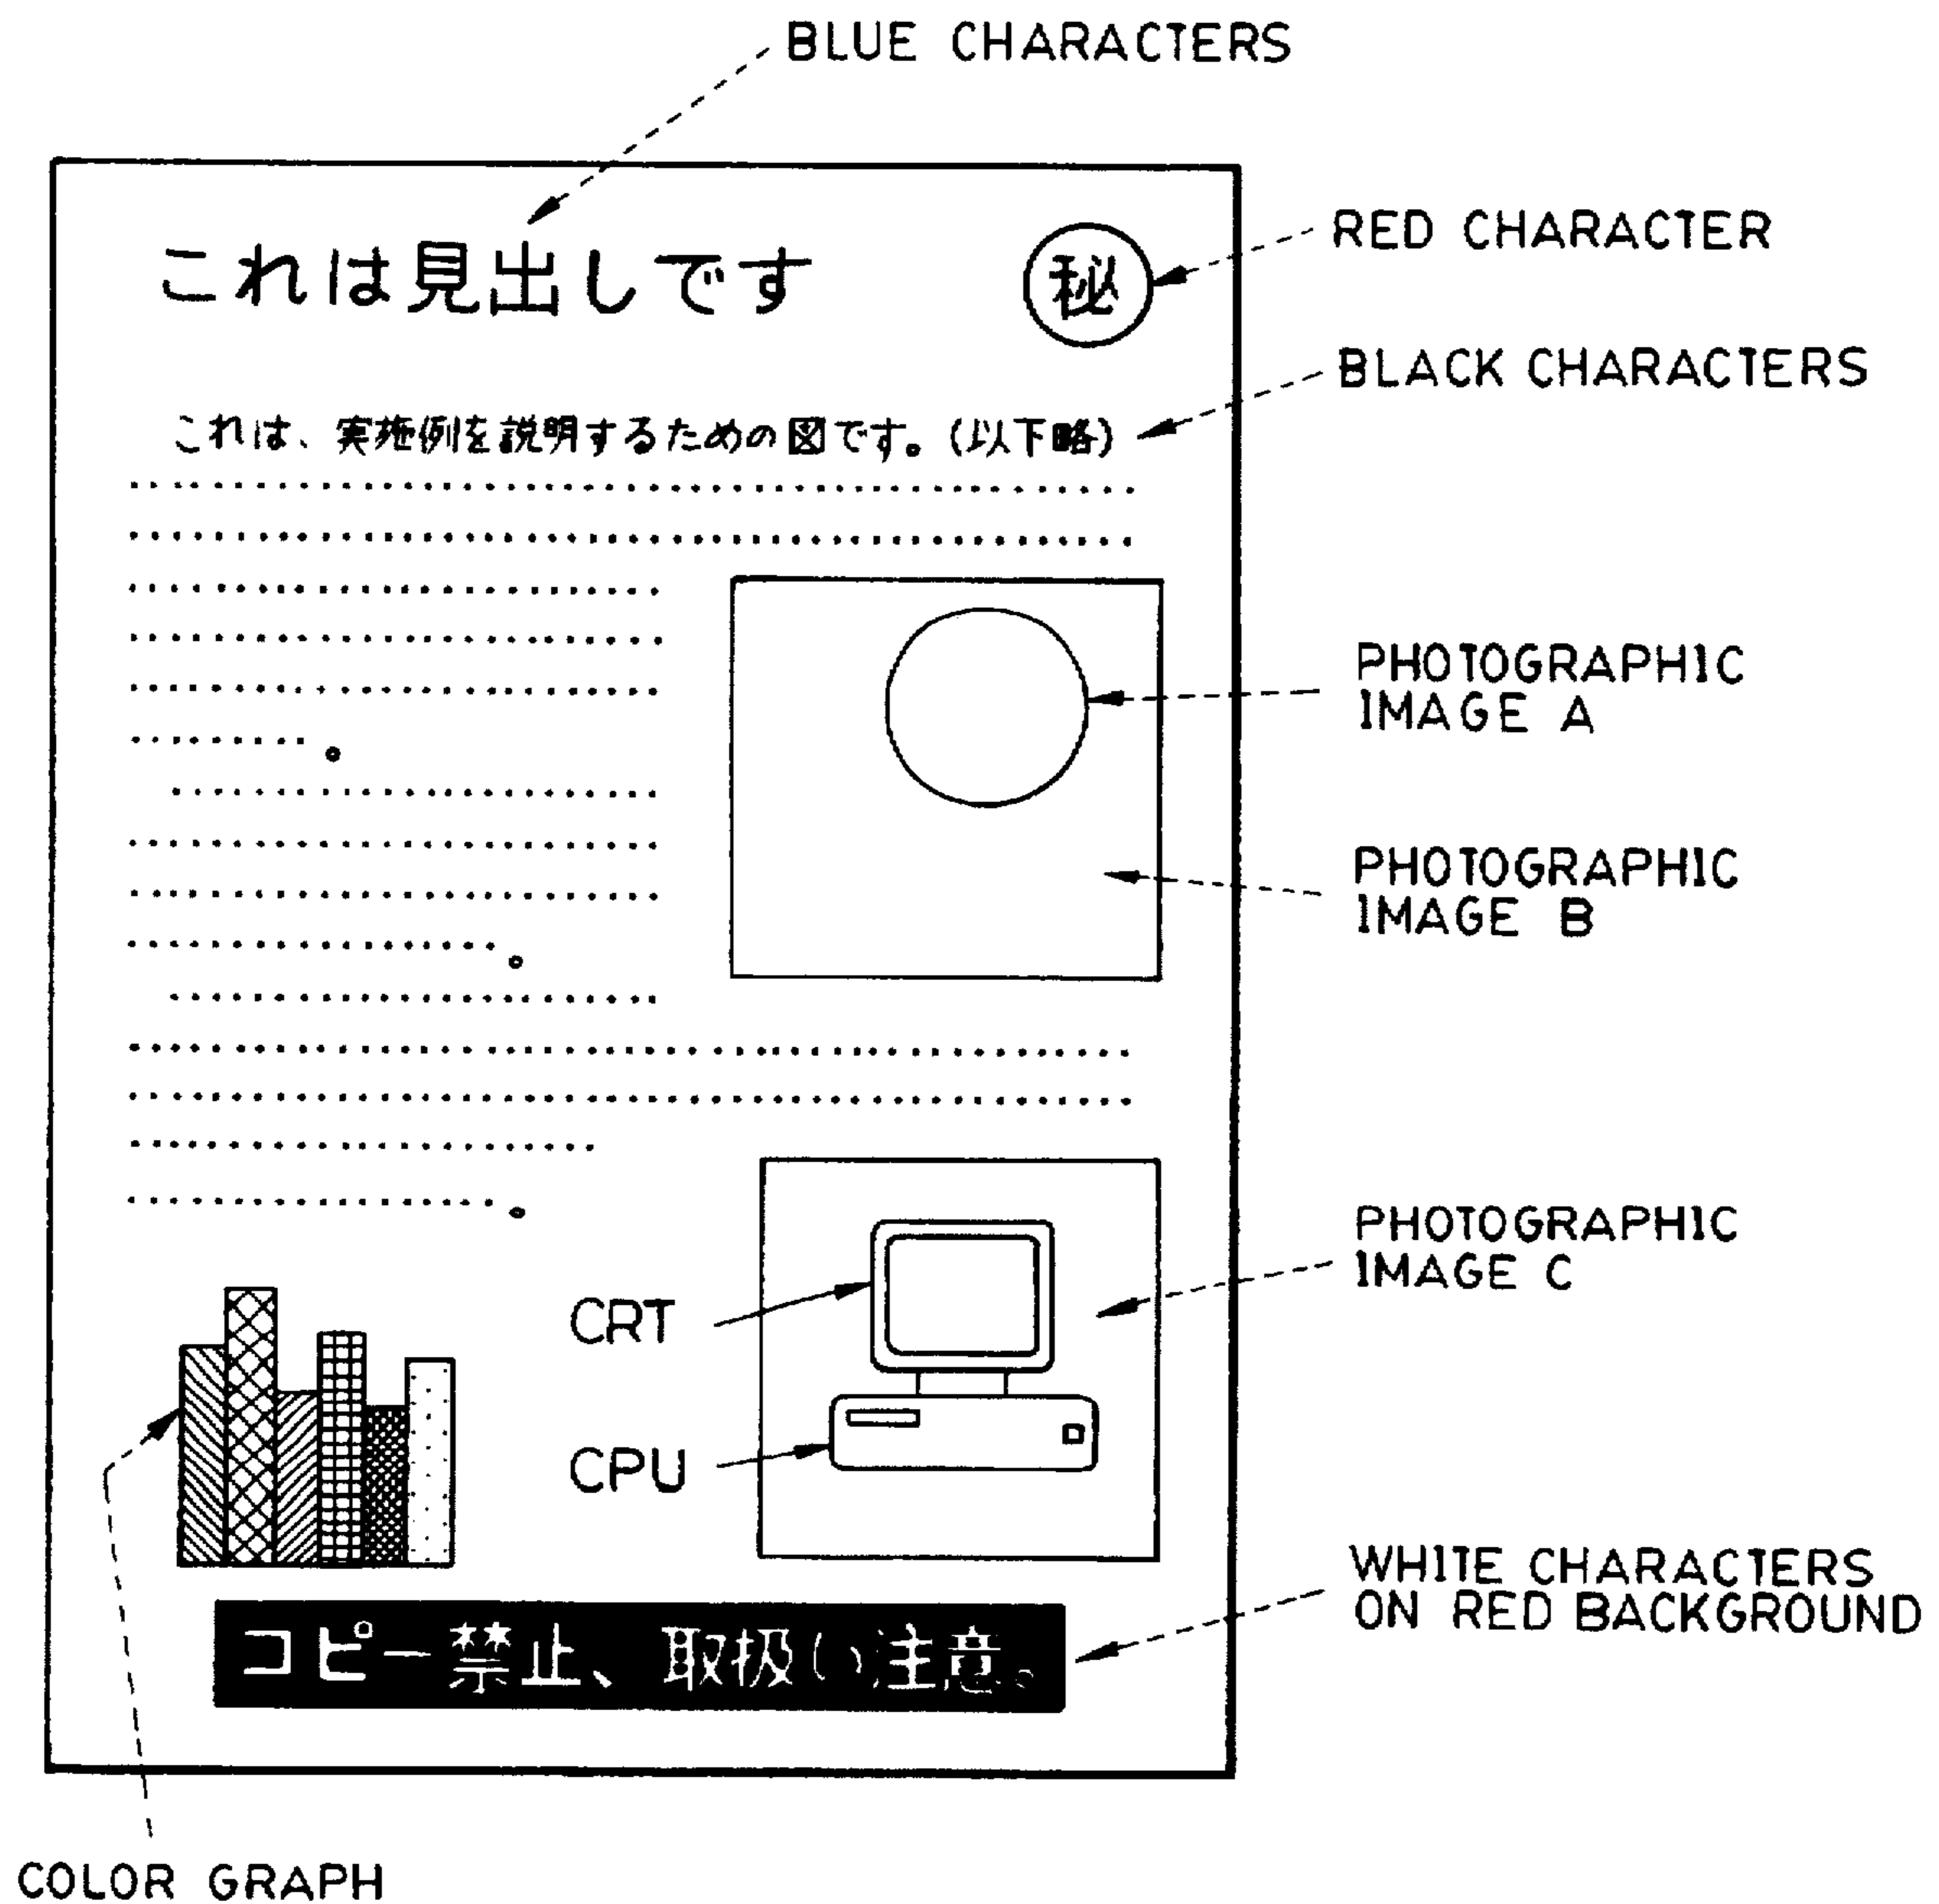 BLUE CHARACTERS
これは見出しです
秘
RED CHARACTER
BLACK CHARACTERS
これは、実施例を説明するための図です。(以下略)
PHOTOGRAPHIC
IMAGE A
PHOTOGRAPHIC
IMAGE B
PHOTOGRAPHIC
IMAGE C
CRT
CPU
WHITE CHARACTERS
ON RED BACKGROUND
コピー禁止、取扱い注意。
COLOR GRAPH